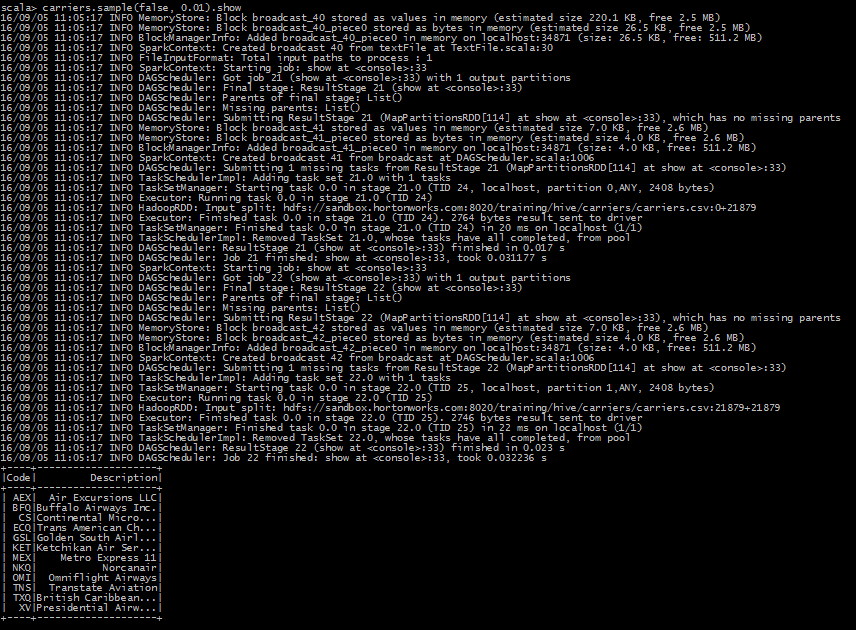 scala> carriers.sample(false, 0.01).show
16/09/05 11:05:17 INFO MemoryStore: Block broadcast_40 stored as values in memory (estimated size 220.1 KB, free 2.5 MB)
16/09/05 11:05:17 INFO MemoryStore: Block broadcast_40_piece0 stored as bytes in memory (estimated size 26.5 KB, free 2.5 MB)
16/09/05 11:05:17 INFO BlockManagerInfo: Added broadcast_40_piece0 in memory on localhost:34871 (size: 26.5 KB, free: 511.2 MB)
16/09/05 11:05:17 INFO SparkContext: Created broadcast 40 from textFile at TextFile.scala:30
16/09/05 11:05:17 INFO FileInputFormat: Total input paths to process : 1
16/09/05 11:05:17 INFO SparkContext: Starting job: show at <console>:33
16/09/05 11:05:17 INFO DAGScheduler: Got job 21 (show at <console>:33) with 1 output partitions
16/09/05 11:05:17 INFO DAGScheduler: Final stage: ResultStage 21 (show at <console>:33)
16/09/05 11:05:17 INFO DAGScheduler: Parents of final stage: List()
16/09/05 11:05:17 INFO DAGScheduler: Missing parents: List()
16/09/05 11:05:17 INFO DAGScheduler: Submitting ResultStage 21 (MapPartitionsRDD[114] at show at <console>:33), which has no missing parents
16/09/05 11:05:17 INFO MemoryStore: Block broadcast_41 stored as values in memory (estimated size 7.0 KB, free 2.6 MB)
16/09/05 11:05:17 INFO MemoryStore: Block broadcast_41_piece0 stored as bytes in memory (estimated size 4.0 KB, free 2.6 MB)
16/09/05 11:05:17 INFO BlockManagerInfo: Added broadcast_41_piece0 in memory on localhost:34871 (size: 4.0 KB, free: 511.2 MB)
16/09/05 11:05:17 INFO SparkContext: Created broadcast 41 from broadcast at DAGScheduler.scala:1006
16/09/05 11:05:17 INFO DAGScheduler: Submitting 1 missing tasks from ResultStage 21 (MapPartitionsRDD[114] at show at <console>:33)
16/09/05 11:05:17 INFO TaskSchedulerImpl: Adding task set 21.0 with 1 tasks
16/09/05 11:05:17 INFO TaskSetManager: Starting task 0.0 in stage 21.0 (TID 24, localhost, partition 0,ANY, 2408 bytes)
16/09/05 11:05:17 INFO Executor: Running task 0.0 in stage 21.0 (TID 24)
16/09/05 11:05:17 INFO HadoopRDD: Input split: hdfs://sandbox.hortonworks.com:8020/training/hive/carriers/carriers.csv:0+21879
16/09/05 11:05:17 INFO Executor: Finished task 0.0 in stage 21.0 (TID 24). 2764 bytes result sent to driver
16/09/05 11:05:17 INFO TaskSetManager: Finished task 0.0 in stage 21.0 (TID 24) in 20 ms on localhost (1/1)
16/09/05 11:05:17 INFO TaskSchedulerImpl: Removed TaskSet 21.0, whose tasks have all completed, from pool
16/09/05 11:05:17 INFO DAGScheduler: ResultStage 21 (show at <console>:33) finished in 0.017 s
16/09/05 11:05:17 INFO DAGScheduler: Job 21 finished: show at <console>:33, took 0.031177 s
16/09/05 11:05:17 INFO SparkContext: Starting job: show at <console>:33
16/09/05 11:05:17 INFO DAGScheduler: Got job 22 (show at <console>:33) with 1 output partitions
16/09/05 11:05:17 INFO DAGScheduler: Final stage: ResultStage 22 (show at <console>:33)
16/09/05 11:05:17 INFO DAGScheduler: Parents of final stage: List()
16/09/05 11:05:17 INFO DAGScheduler: Missing parents: List()
16/09/05 11:05:17 INFO DAGScheduler: Submitting ResultStage 22 (MapPartitionsRDD[114] at show at <console>:33), which has no missing parents
16/09/05 11:05:17 INFO MemoryStore: Block broadcast_42 stored as values in memory (estimated size 7.0 KB, free 2.6 MB)
16/09/05 11:05:17 INFO MemoryStore: Block broadcast_42_piece0 stored as bytes in memory (estimated size 4.0 KB, free 2.6 MB)
16/09/05 11:05:17 INFO BlockManagerInfo: Added broadcast_42_piece0 in memory on localhost:34871 (size: 4.0 KB, free: 511.2 MB)
16/09/05 11:05:17 INFO SparkContext: Created broadcast 42 from broadcast at DAGScheduler.scala:1006
16/09/05 11:05:17 INFO DAGScheduler: Submitting 1 missing tasks from ResultStage 22 (MapPartitionsRDD[114] at show at <console>:33)
16/09/05 11:05:17 INFO TaskSchedulerImpl: Adding task set 22.0 with 1 tasks
16/09/05 11:05:17 INFO TaskSetManager: Starting task 0.0 in stage 22.0 (TID 25, localhost, partition 1,ANY, 2408 bytes)
16/09/05 11:05:17 INFO Executor: Running task 0.0 in stage 22.0 (TID 25)
16/09/05 11:05:17 INFO HadoopRDD: Input split: hdfs://sandbox.hortonworks.com:8020/training/hive/carriers/carriers.csv:21879+21879
16/09/05 11:05:17 INFO Executor: Finished task 0.0 in stage 22.0 (TID 25). 2746 bytes result sent to driver
16/09/05 11:05:17 INFO TaskSetManager: Finished task 0.0 in stage 22.0 (TID 25) in 22 ms on localhost (1/1)
16/09/05 11:05:17 INFO TaskSchedulerImpl: Removed TaskSet 22.0, whose tasks have all completed, from pool
16/09/05 11:05:17 INFO DAGScheduler: ResultStage 22 (show at <console>:33) finished in 0.023 s
16/09/05 11:05:17 INFO DAGScheduler: Job 22 finished: show at <console>:33, took 0.032236 s
+----+--------------------+
|Code|         Description|
+----+--------------------+
| AEX|  Air Excursions LLC|
| BFQ|Buffalo Airways Inc.|
|  CS|Continental Micro...|
| ECQ|Trans American Ch...|
| GSL|Golden South Airl...|
| KET|Ketchikan Air Ser...|
| MEX|    Metro Express 11|
| NKQ|           Norcanair|
| OMI|  Omniflight Airways|
| TNS|  Transtate Aviation|
| TXQ|British Caribbean...|
|  XV|Presidential Airw...|
+----+--------------------+